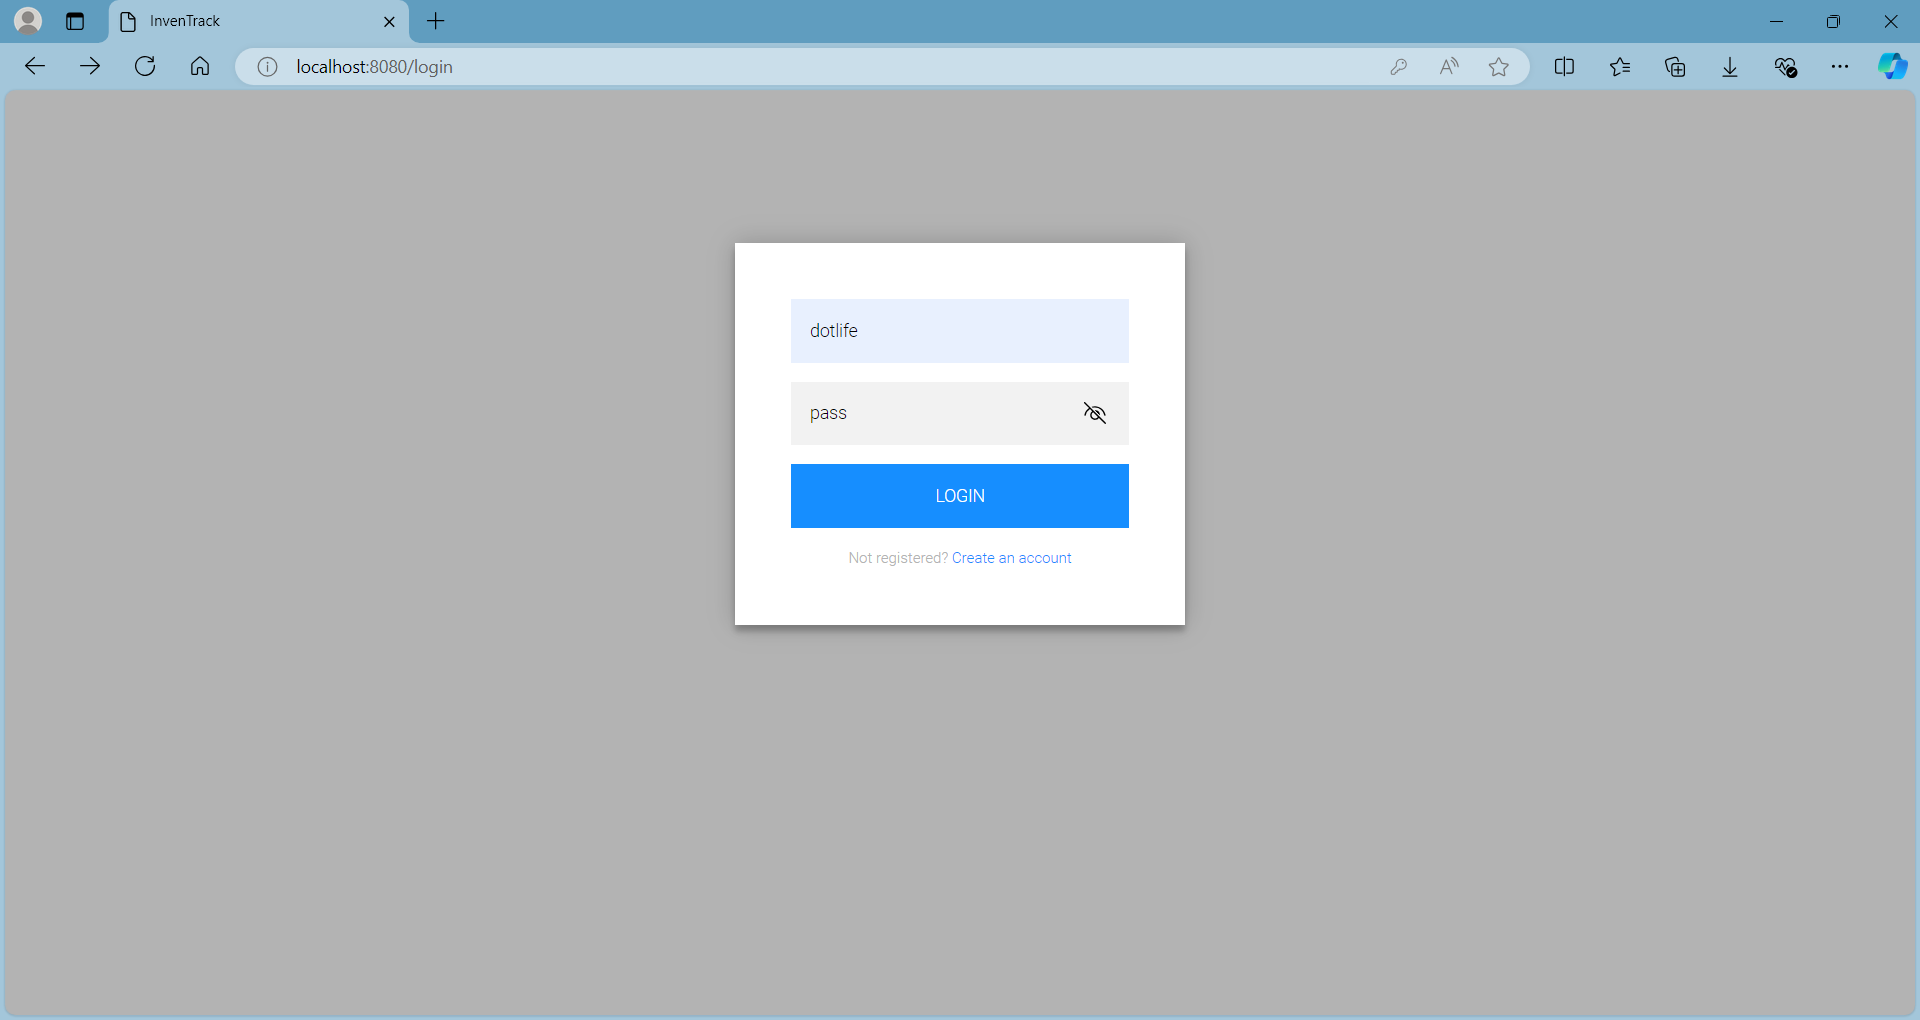 InvenTrack
localhost:8080/login
dotlife
pass
LOGIN
Not registered? Create an account